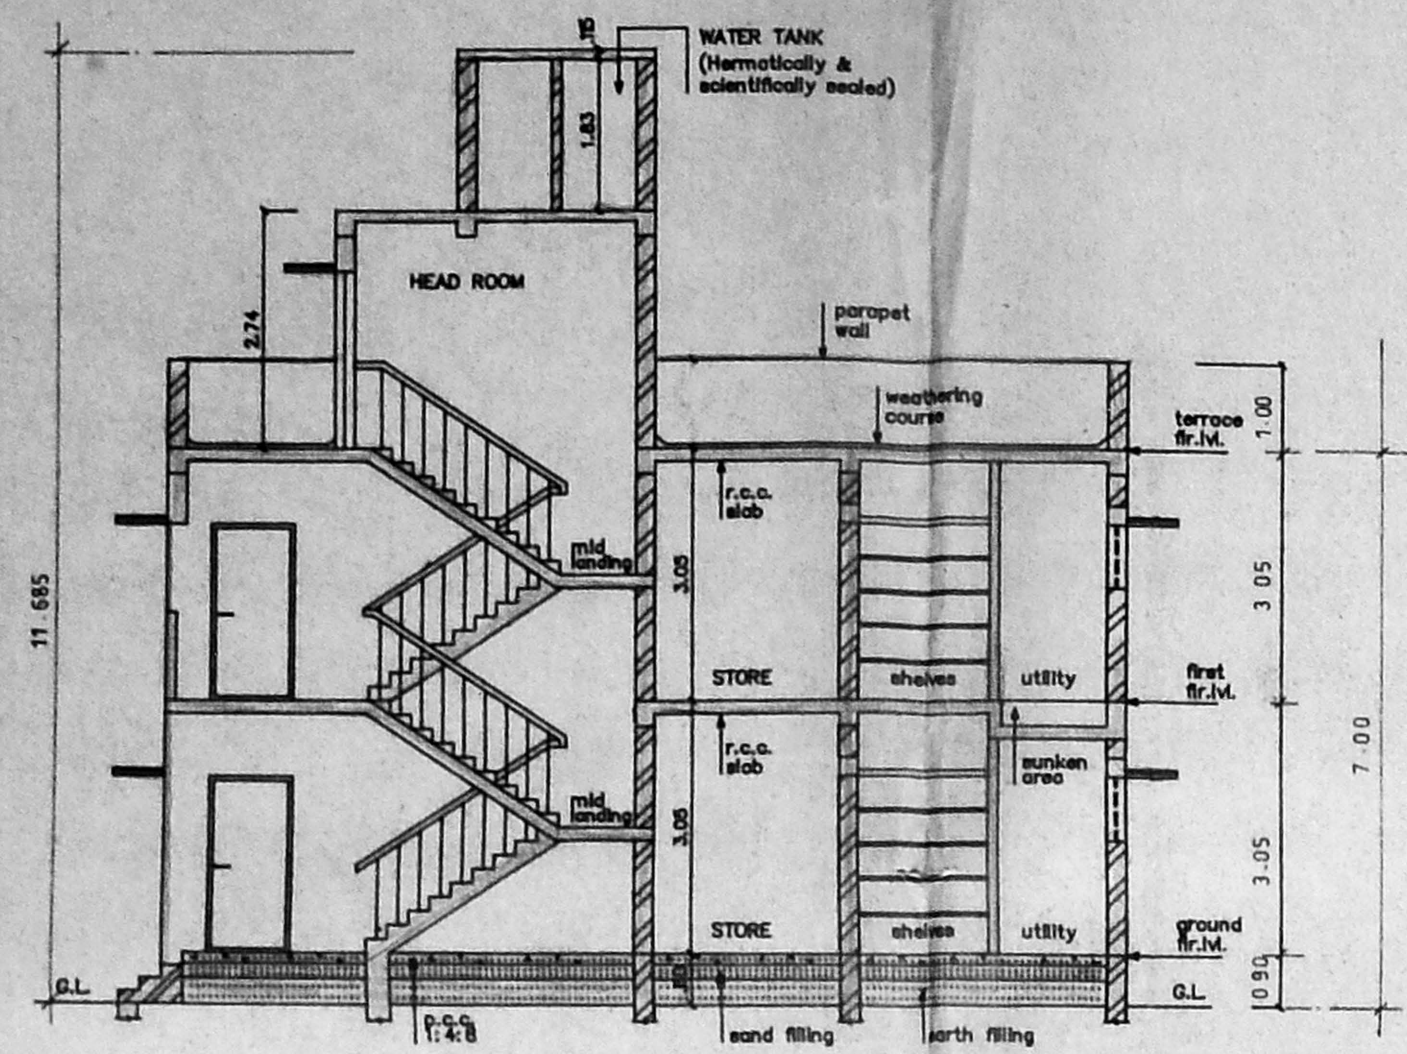 .115
WATER TANK
(Hermatically &
scientifically sealed)
1.83
HEAD ROOM
2.74
parapet
wall
weathering
course
terrace
flr.lvl.
1.00
r.c.c.
slab
mid
landing
3.05
3.05
11.685
STORE
shelves
utility
first
flr.lvl.
7.00
r.c.c.
slab
sunken
area
mid
landing
3.05
3.05
STORE
shelves
utility
ground
flr.lvl.
G.L
0.90
G.L
p.c.c.
1:4:8
sand filling
earth filling